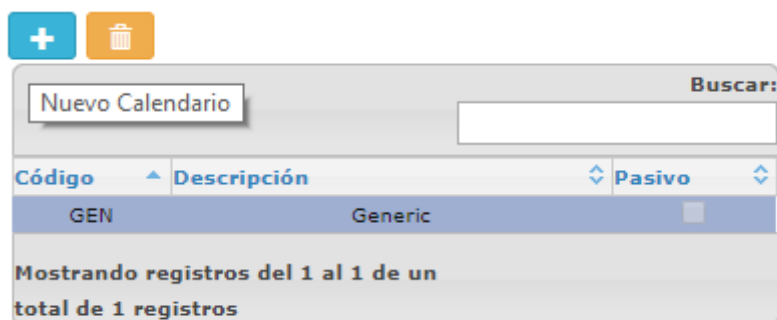 Buscar:
Nuevo Calendario
Código Descripción Pasivo
GEN Generic
Mostrando registros del 1 al 1 de un
total de 1 registros